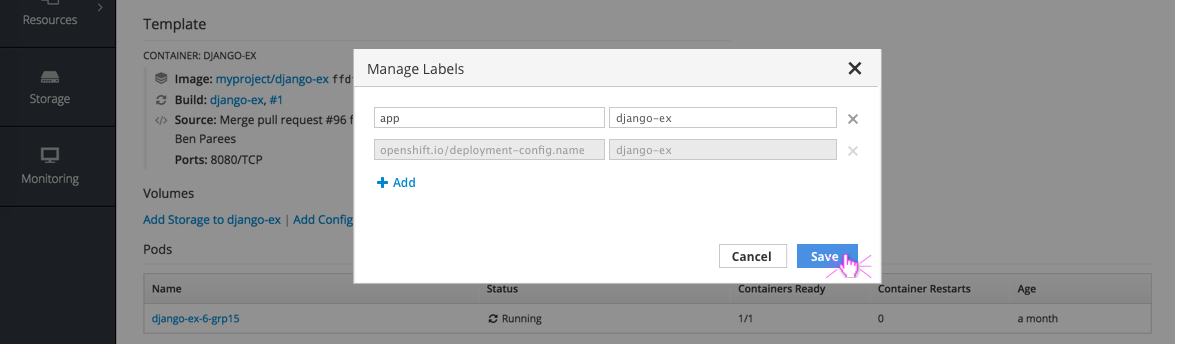 Resources
Storage
Monitoring
Template
CONTAINER: DJANGO-EX
Image: myproject/django-ex
Build: django-ex, #1
Source: Merge pull request #96
Ben Parees
Ports: 8080/TCP
Volumes
Add Storage to django-ex | Add Config
Pods
Manage Labels
app django-ex
openshift.io/deployment-config.name django-ex
Add
Cancel Save
Name Status Containers Ready Container Restarts Age
django-ex-6-grp15 Running 1/1 0 a month